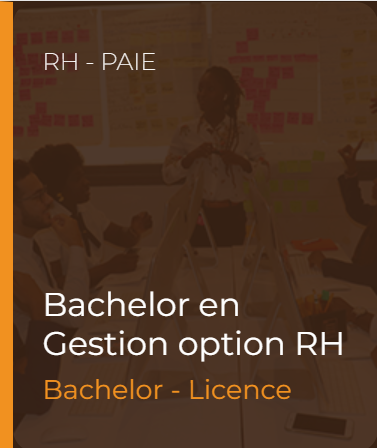 RH - PAIE
Bachelor en
Gestion option RH
Bachelor - Licence